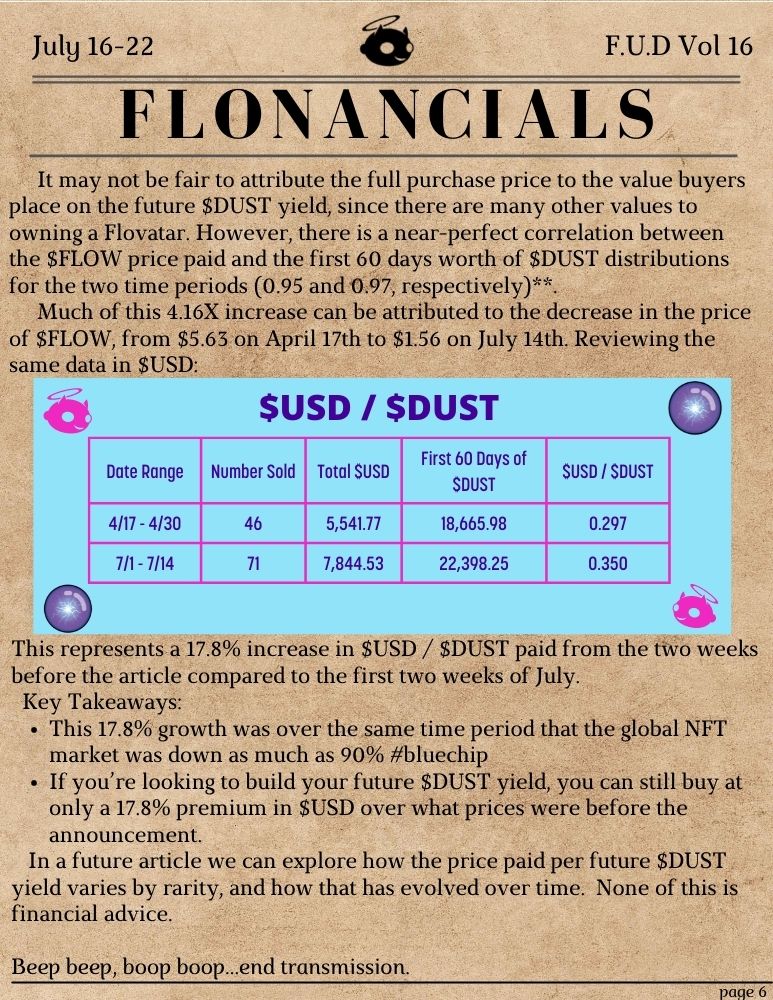 July 16-22
F.U.D Vol 16
FLONANCIALS
It may not be fair to attribute the full purchase price to the value buyers
place on the future $DUST yield, since there are many other values to
owning a Flovatar. However, there is a near-perfect correlation between
the $FLOW price paid and the first 60 days worth of $DUST distributions
for the two time periods (0.95 and 0.97, respectively)**.
Much of this 4.16X increase can be attributed to the decrease in the price
of $FLOW, from $5.63 on April 17th to $1.56 on July 14th. Reviewing the
same data in $USD:
$USD / $DUST
Date Range Number Sold Total $USD First 60 Days of $DUST $USD / $DUST
4/17 - 4/30 46 5,541.77 18,665.98 0.297
7/1 - 7/14 71 7,844.53 22,398.25 0.350
This represents a 17.8% increase in $USD / $DUST paid from the two weeks
before the article compared to the first two weeks of July.
Key Takeaways:
• This 17.8% growth was over the same time period that the global NFT
market was down as much as 90% #bluechip
• If you’re looking to build your future $DUST yield, you can still buy at
only a 17.8% premium in $USD over what prices were before the
announcement.
In a future article we can explore how the price paid per future $DUST
yield varies by rarity, and how that has evolved over time. None of this is
financial advice.
Beep beep, boop boop...end transmission.
page 6